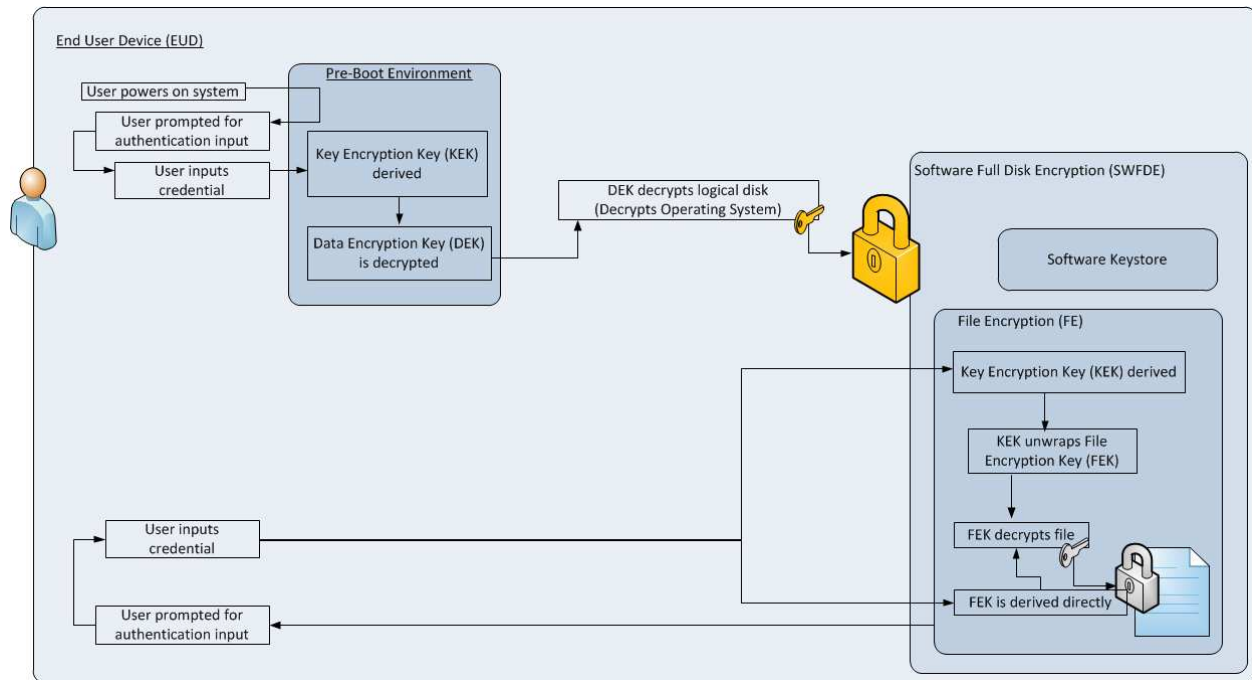 End User Device (EUD)
Pre-Boot Environment
User powers on system
User prompted for
authentication input
User inputs
credential
Key Encryption Key (KEK)
derived
Data Encryption Key (DEK)
is decrypted
DEK decrypts logical disk
(Decrypts Operating System)
Software Full Disk Encryption (SWFDE)
Software Keystore
File Encryption (FE)
Key Encryption Key (KEK) derived
KEK unwraps File
Encryption Key (FEK)
FEK decrypts file
FEK is derived directly
User inputs
credential
User prompted for
authentication input